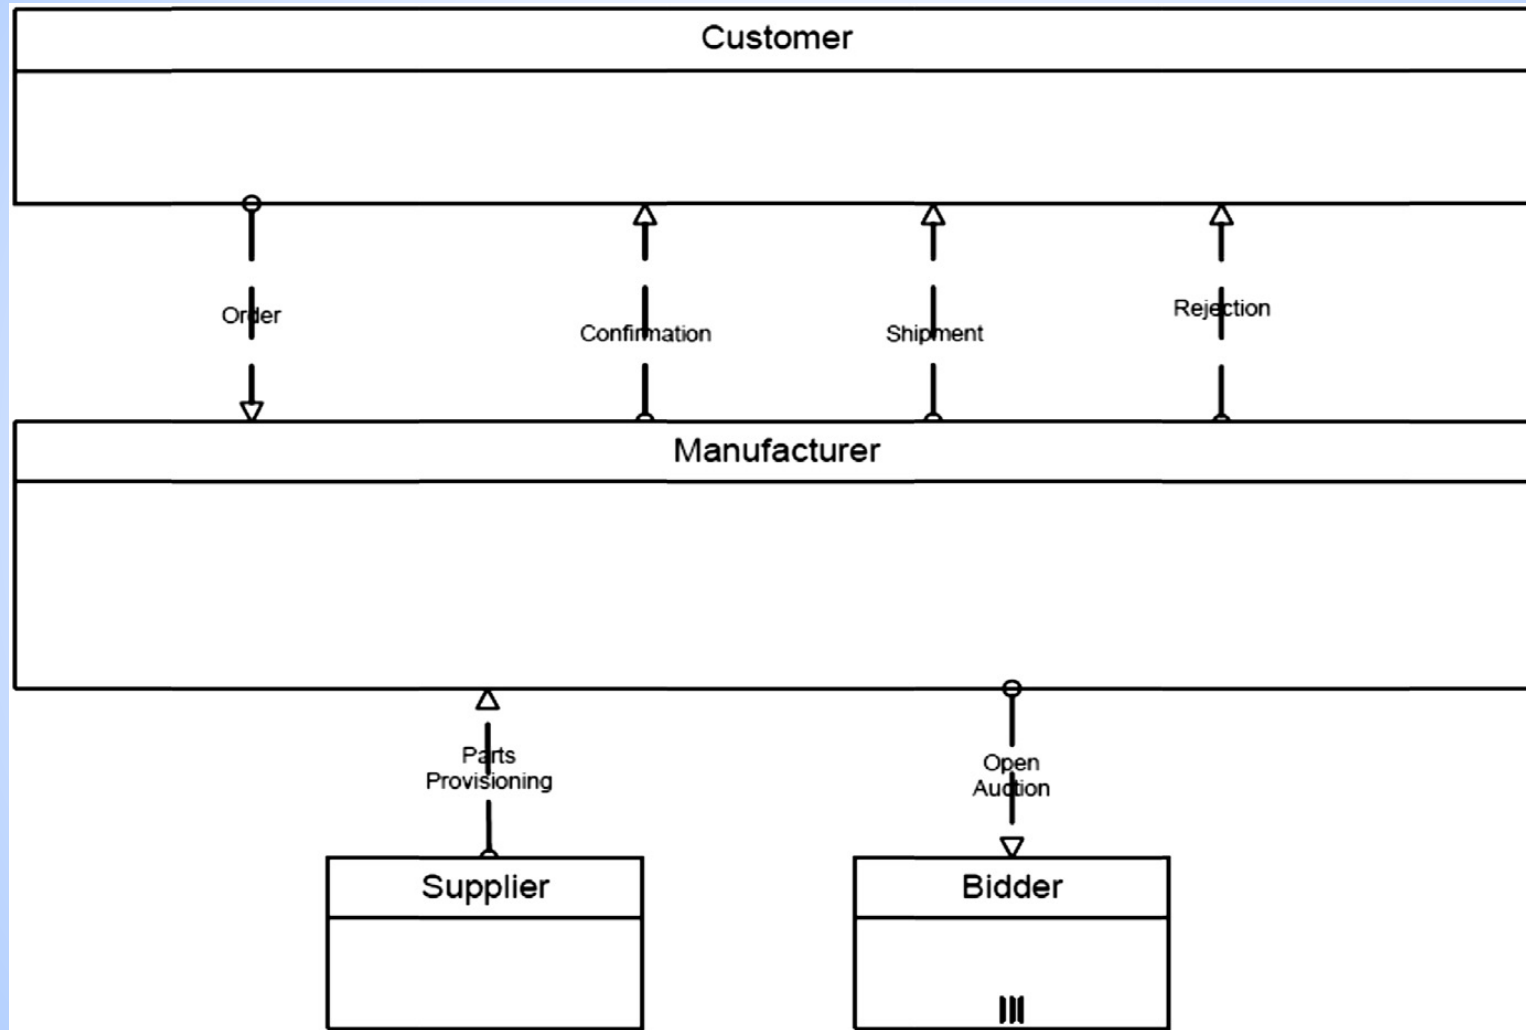 Customer
Order
Confirmation
Shipment
Rejection
Manufacturer
Parts
Provisioning
Open
Auction
Supplier
Bidder